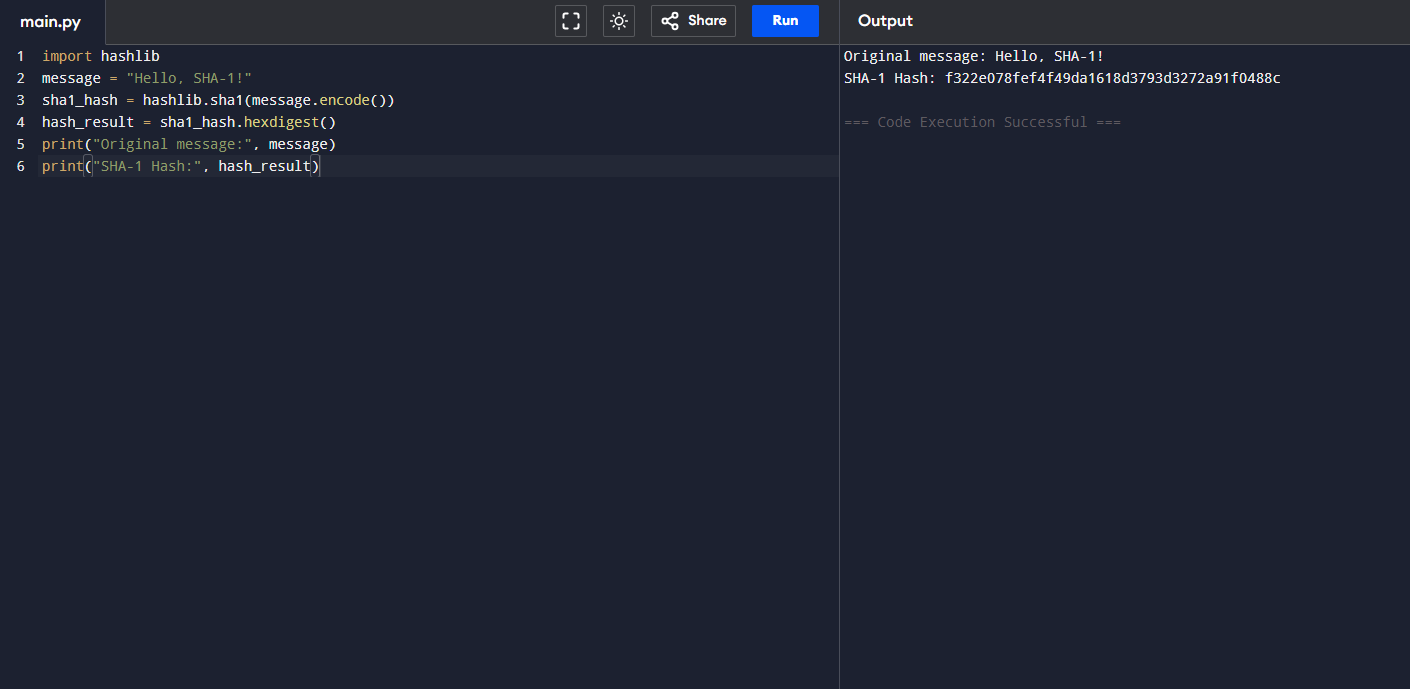 main.py
Share
Run
Output
1 import hashlib
2 message = "Hello, SHA-1!"
3 sha1_hash = hashlib.sha1(message.encode())
4 hash_result = sha1_hash.hexdigest()
5 print("Original message:", message)
6 print("SHA-1 Hash:", hash_result)
Original message: Hello, SHA-1!
SHA-1 Hash: f322e078fef4f49da1618d3793d3272a91f0488c
=== Code Execution Successful ===